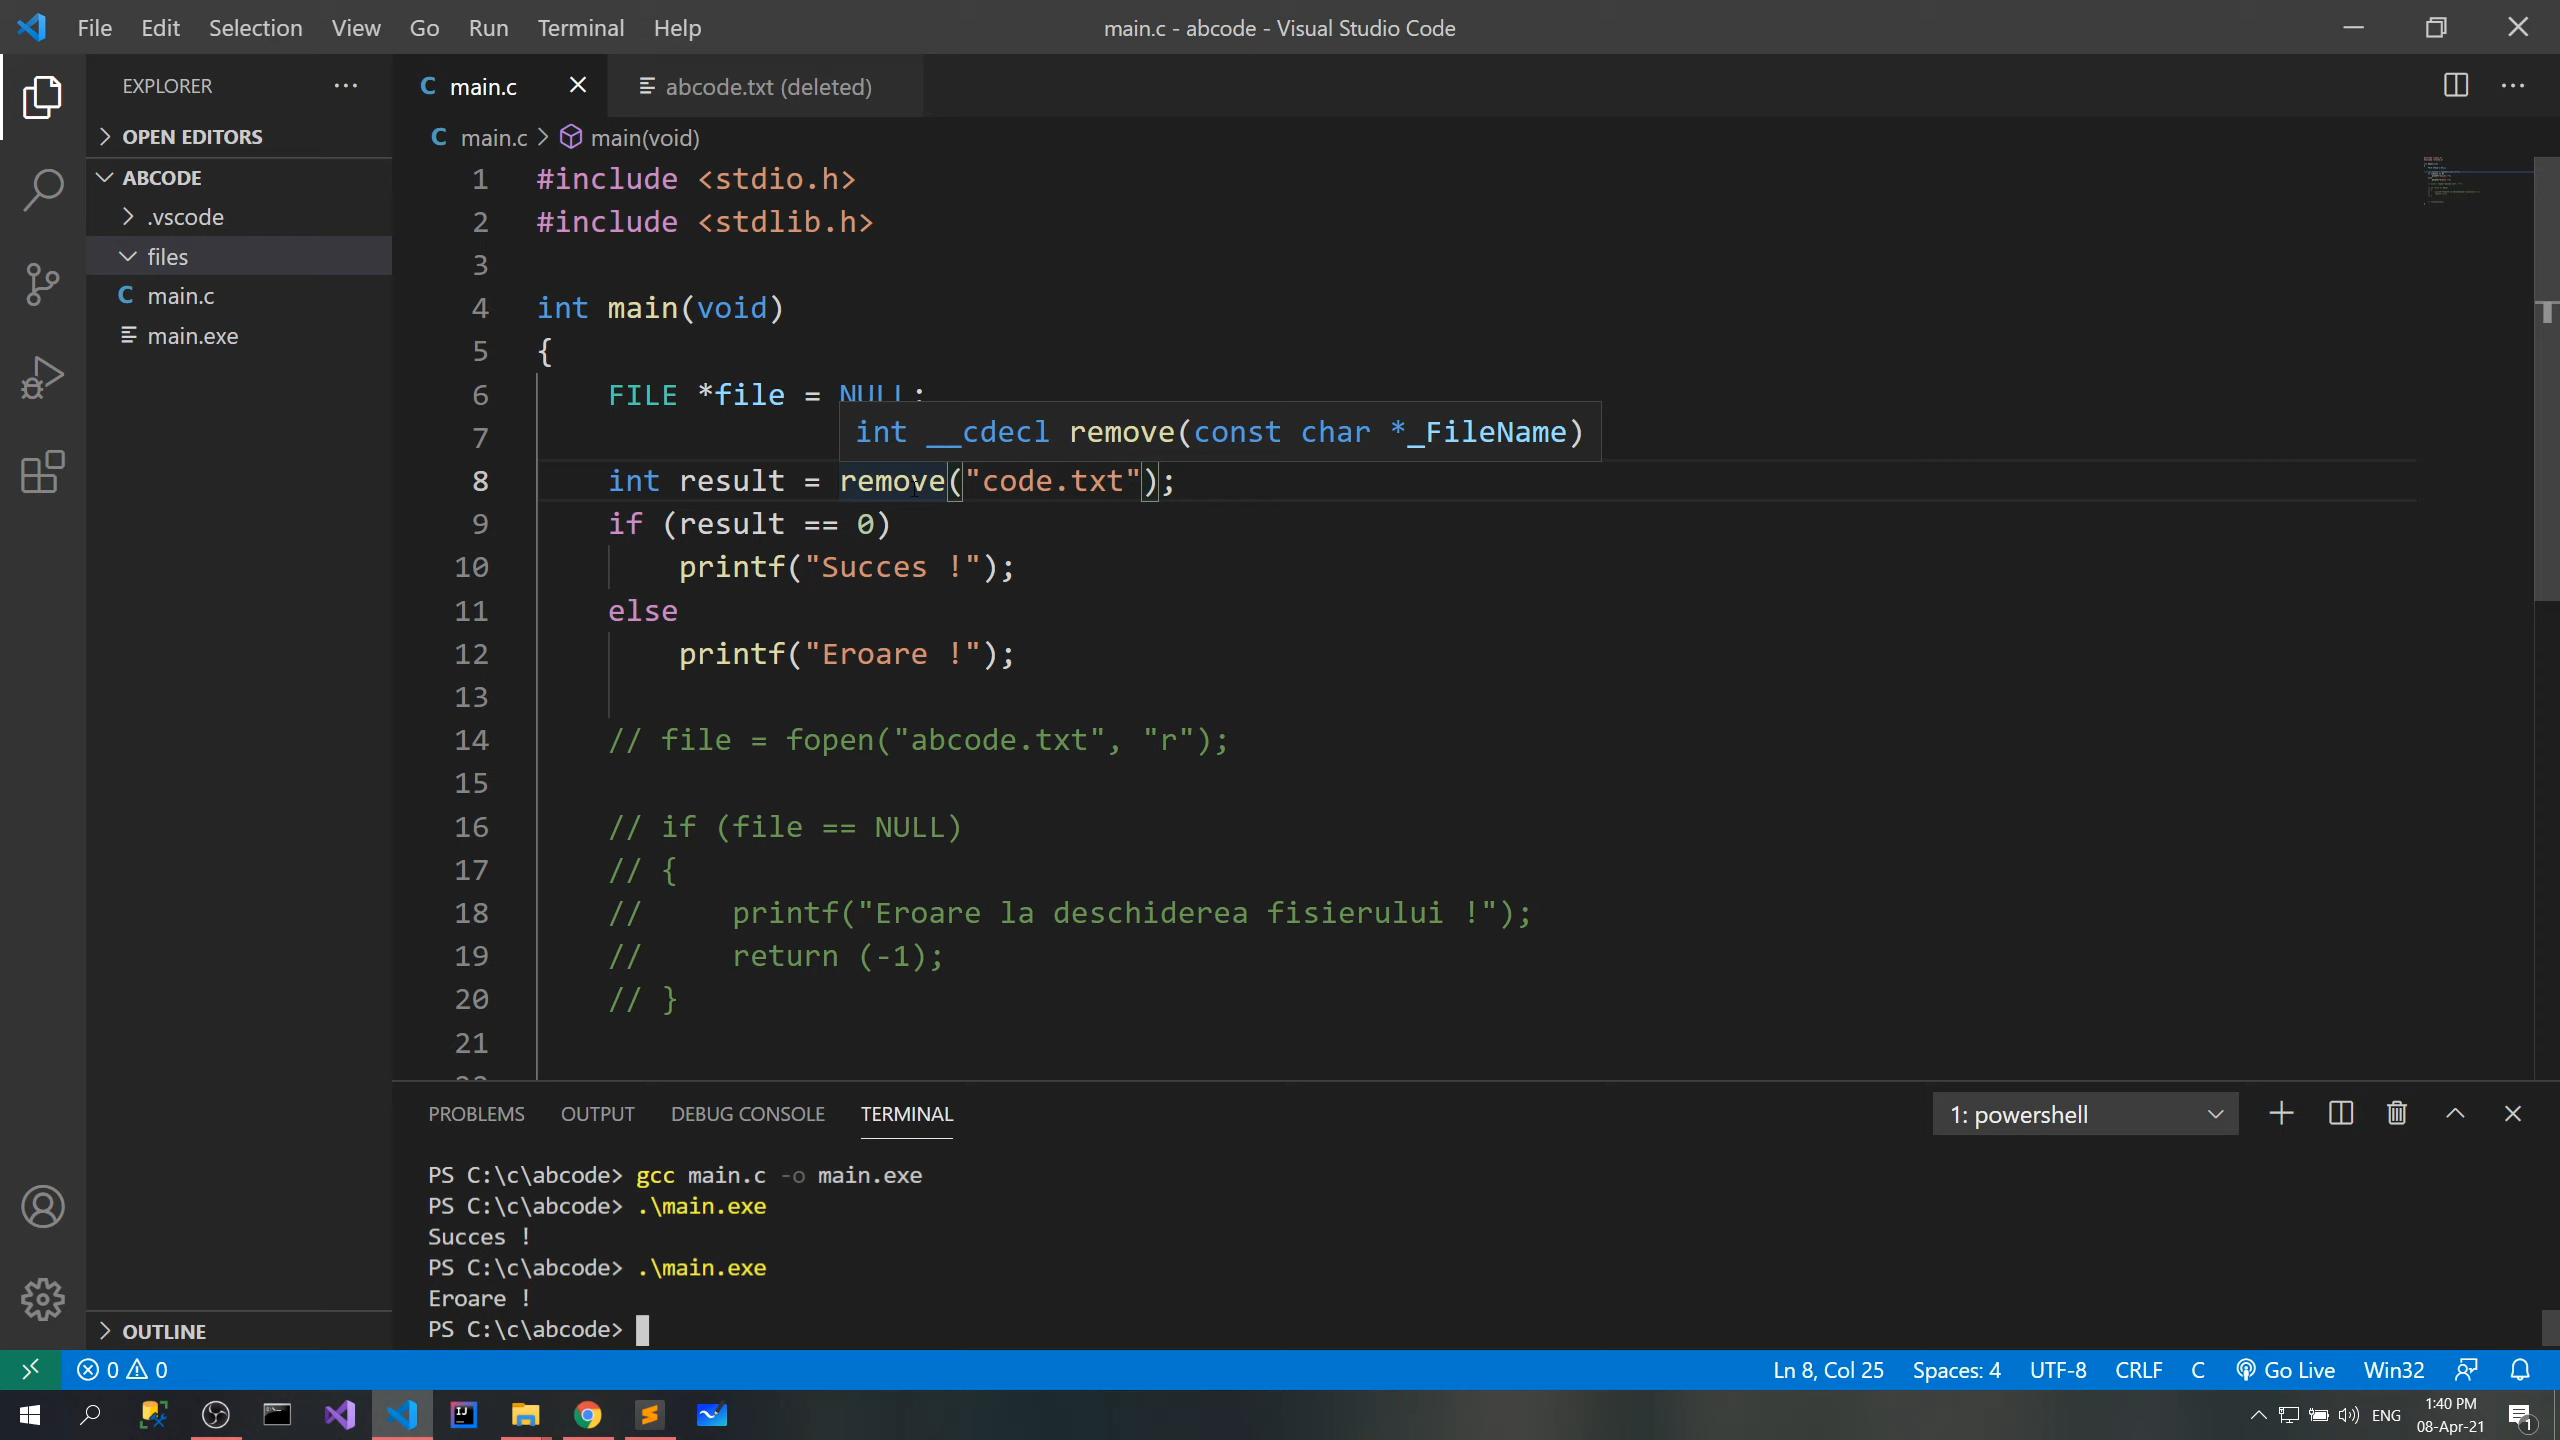 File Edit Selection View Go Run Terminal Help
main.c - abcode - Visual Studio Code
EXPLORER
OPEN EDITORS
ABCODE
.vscode
files
main.c
main.exe
OUTLINE
main.c
abcode.txt (deleted)
main.c > main(void)
1 #include <stdio.h>
2 #include <stdlib.h>
3
4 int main(void)
5 {
6 FILE *file = NULL;
int __cdecl remove(const char *_FileName)
7
8 int result = remove("code.txt");
9 if (result == 0)
10 printf("Succes !");
11 else
12 printf("Eroare !");
13
14 // file = fopen("abcode.txt", "r");
15
16 // if (file == NULL)
17 // {
18 // printf("Eroare la deschiderea fisierului !");
19 // return (-1);
20 // }
21
PROBLEMS OUTPUT DEBUG CONSOLE TERMINAL
1: powershell
PS C:\c\abcode> gcc main.c -o main.exe
PS C:\c\abcode> .\main.exe
Succes !
PS C:\c\abcode> .\main.exe
Eroare !
PS C:\c\abcode>
0 0
Ln 8, Col 25 Spaces: 4 UTF-8 CRLF C Go Live Win32
ENG
1:40 PM
08-Apr-21
1